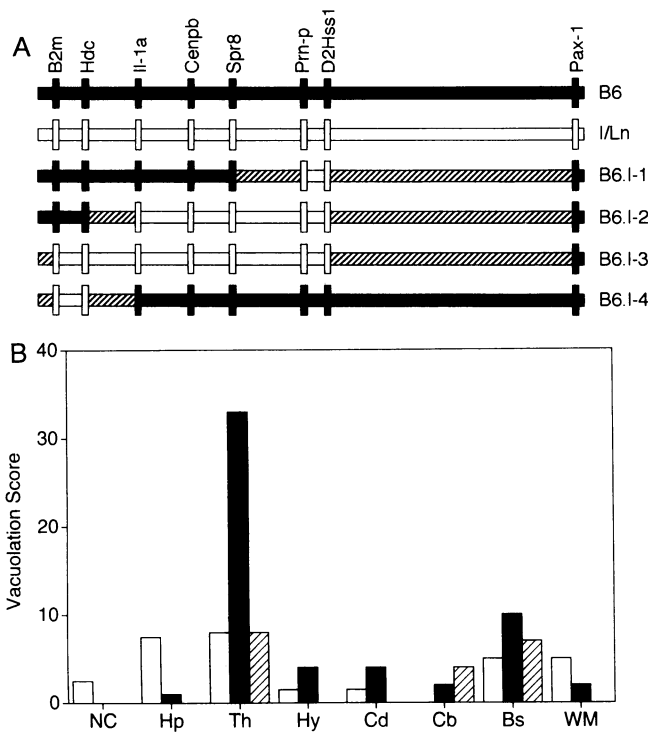 A
B2m Hdc Il-1a Cenpb Spr8 Prn-p D2Hss1 Pax-1
B6
I/Ln
B6.I-1
B6.I-2
B6.I-3
B6.I-4
B
Vacuolation Score
40
30
20
10
0
NC Hp Th Hy Cd Cb Bs WM